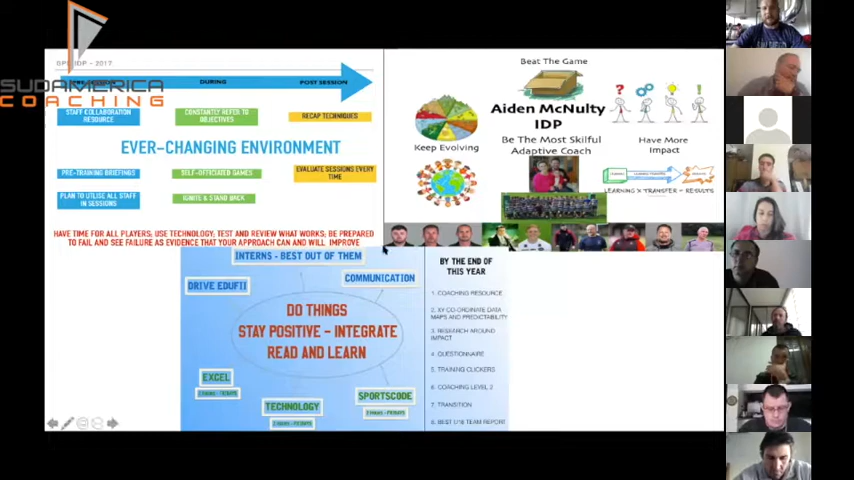 SUDAMERICA
COACHING
DURING
POST SESSION
STAFF COLLABORATION
RESOURCE
CONSTANTLY REFER TO
OBJECTIVES
RECAP TECHNIQUES
EVER-CHANGING ENVIRONMENT
PRE-TRAINING BRIEFINGS
SELF-OFFICIATED GAMES
EVALUATE SESSIONS EVERY
TIME
PLAN TO UTILISE ALL STAFF
IN SESSIONS
IGNITE & STAND BACK
HAVE TIME FOR ALL PLAYERS; USE TECHNOLOGY; TEST AND REVIEW WHAT WORKS; BE PREPARED
TO FAIL AND SEE FAILURE AS EVIDENCE THAT YOUR APPROACH CAN AND WILL IMPROVE
Beat The Game
Aiden McNulty
IDP
Be The Most Skilful
Adaptive Coach
Keep Evolving
Have More
Impact
LEARNING X TRANSFER = RESULTS
INTERNS - BEST OUT OF THEM
DRIVE EDUFII
COMMUNICATION
DO THINGS
STAY POSITIVE - INTEGRATE
READ AND LEARN
EXCEL
SPORTSCODE
TECHNOLOGY
BY THE END OF
THIS YEAR
1. COACHING RESOURCE
2. XY CO-ORDINATE DATA
MAPS AND PREDICTABILITY
3. RESEARCH AROUND
IMPACT
4. QUESTIONNAIRE
5. TRAINING CLICKERS
6. COACHING LEVEL 3
7. TRANSITION
8. BEST U18 TEAM REPORT